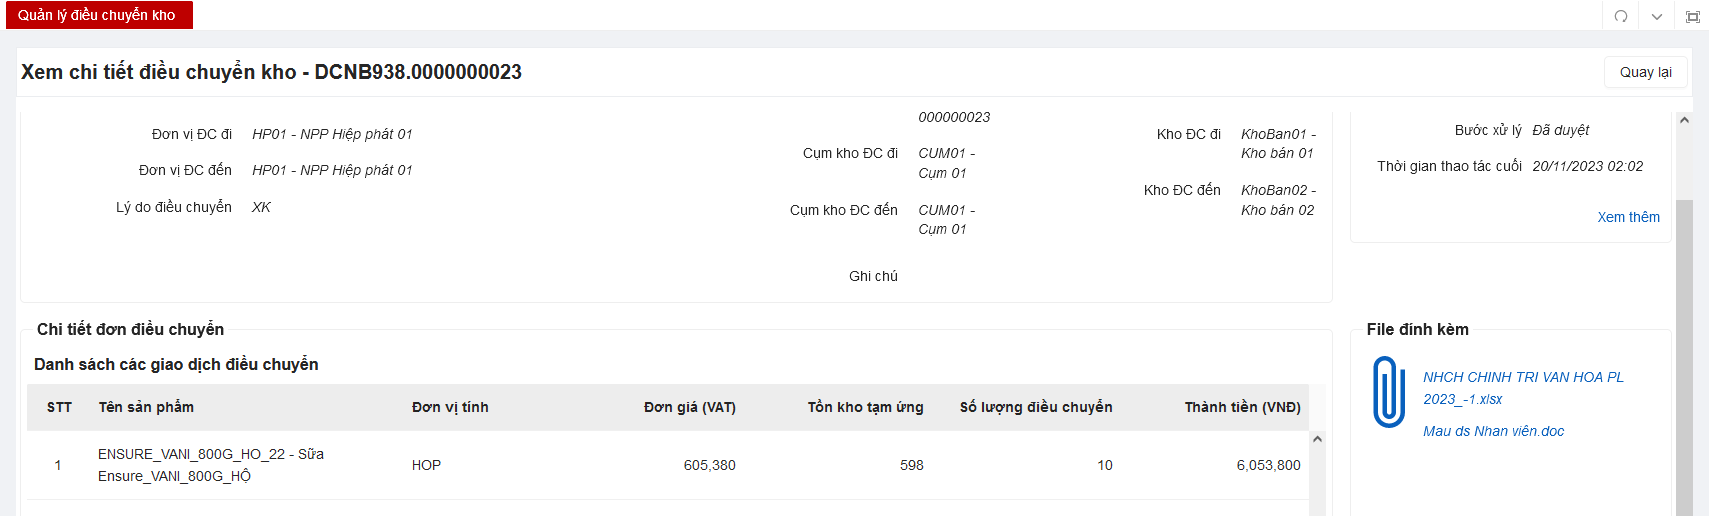 Quản lý điều chuyển kho
Xem chi tiết điều chuyển kho - DCNB938.0000000023
Quay lại
000000023
Đơn vị ĐC đi HP01 - NPP Hiệp phát 01
Đơn vị ĐC đến HP01 - NPP Hiệp phát 01
Lý do điều chuyển XK
Cụm kho ĐC đi CUM01 -
Cụm 01
Cụm kho ĐC đến CUM01 -
Cụm 01
Ghi chú
Kho ĐC đi KhoBan01 -
Kho bán 01
Kho ĐC đến KhoBan02 -
Kho bán 02
Bước xử lý Đã duyệt
Thời gian thao tác cuối 20/11/2023 02:02
Xem thêm
Chi tiết đơn điều chuyển
Danh sách các giao dịch điều chuyển
STT Tên sản phẩm Đơn vị tính Đơn giá (VAT) Tồn kho tạm ứng Số lượng điều chuyển Thành tiền (VNĐ)
1 ENSURE_VANI_800G_HO_22 - Sữa
Ensure_VANI_800G_HỘ HOP 605,380 598 10 6,053,800
File đính kèm
NHCH CHINH TRI VAN HOA PL
2023_-1.xlsx
Mau ds Nhan viên.doc